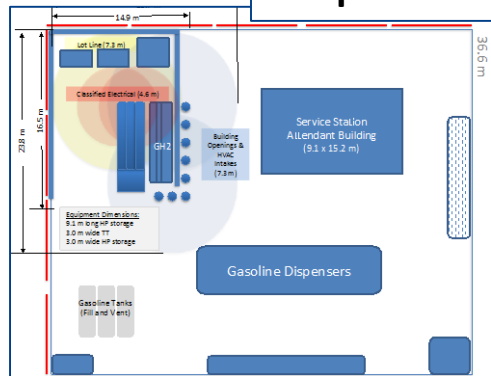 14.9 m
36.6 m
Lot Line (7.3 m)
Classified Electrical (4.6 m)
23.8 m
16.5 m
GH2
Building
Openings &
HVAC
Intakes
(7.3 m)
Service Station
Attendant Building
(9.1 x 15.2 m)
Equipment Dimensions:
9.1 m long HP storage
3.0 m wide TT
3.0 m wide HP storage
Gasoline Dispensers
Gasoline Tanks
(Fill and Vent)